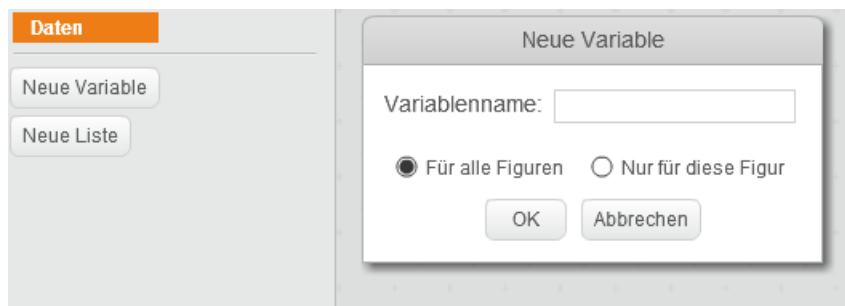 Daten
Neue Variable
Neue Liste
Neue Variable
Variablenname:
Für alle Figuren Nur für diese Figur
OK Abbrechen